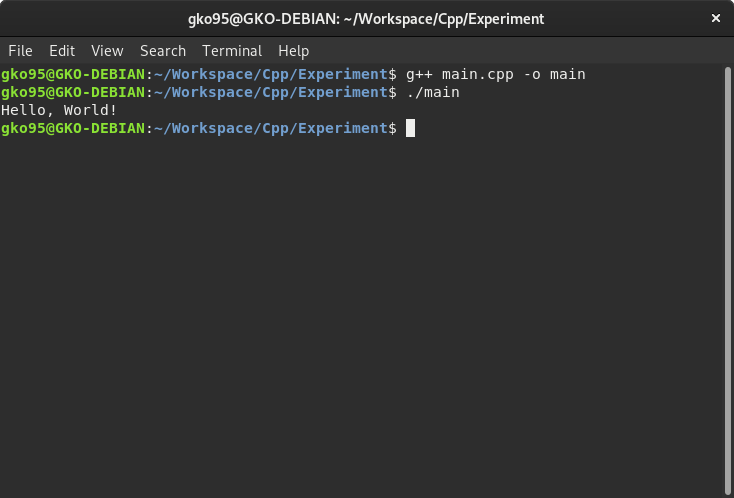 gko95@GKO-DEBIAN: ~/Workspace/Cpp/Experiment
×
File Edit View Search Terminal Help
gko95@GKO-DEBIAN:~/Workspace/Cpp/Experiment$ g++ main.cpp -o main
gko95@GKO-DEBIAN:~/Workspace/Cpp/Experiment$ ./main
Hello, World!
gko95@GKO-DEBIAN:~/Workspace/Cpp/Experiment$